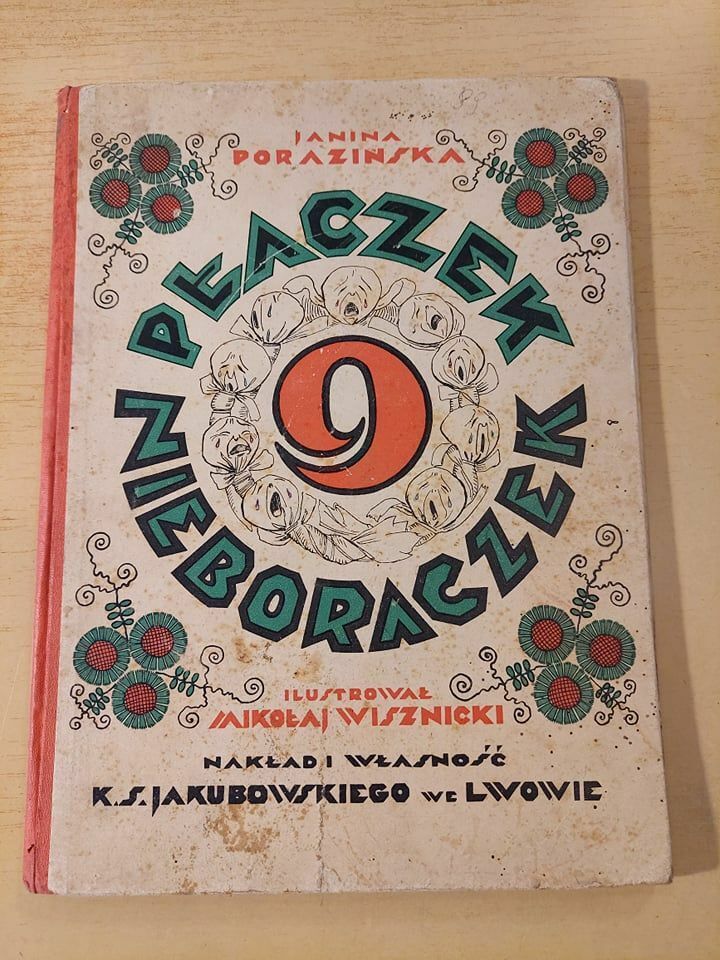 JANINA
PORAZIŃSKA
PŁACZEK
9
NIEBORACZEK
ILUSTROWAŁ
MIKOŁAJ WISZNICKI
NAKŁAD I WŁASNOŚĆ
K.S. JAKUBOWSKIEGO WE LWOWIE